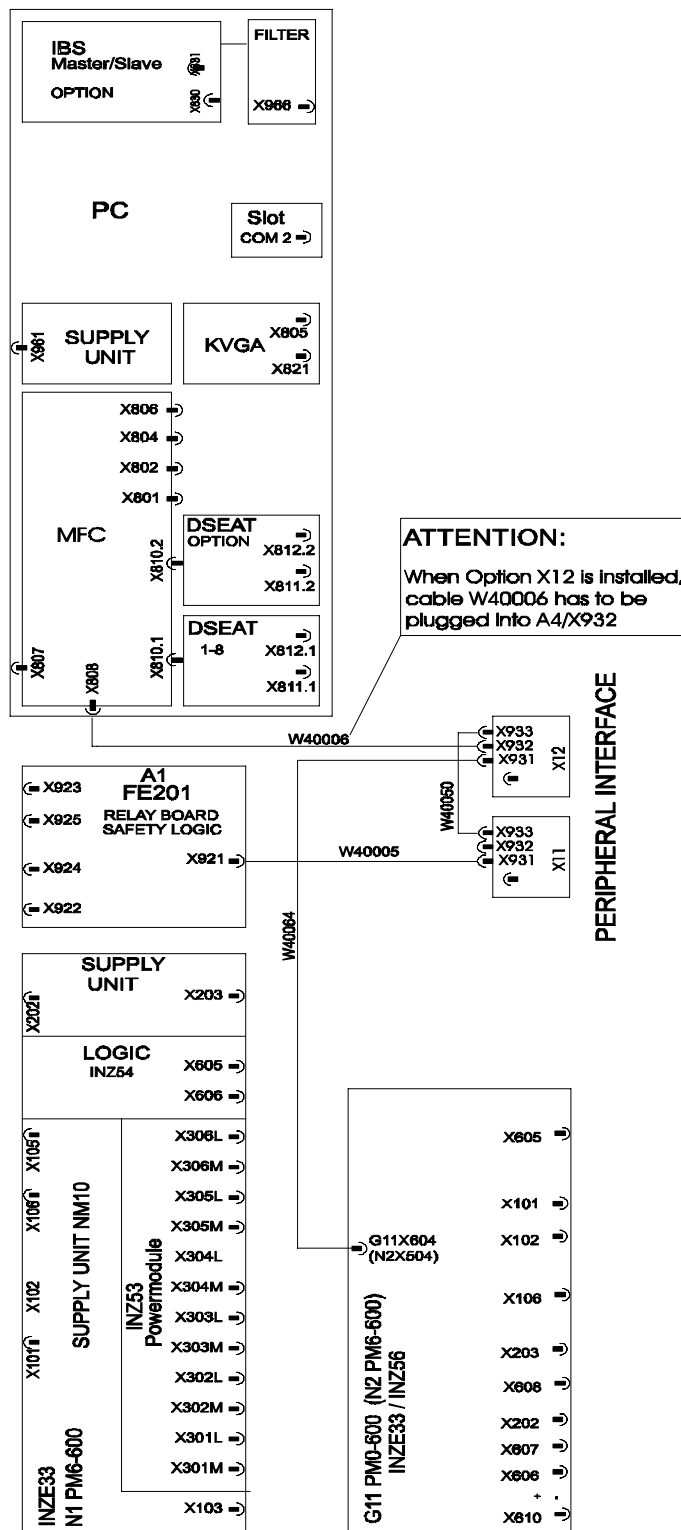 IBS
Master/Slave
OPTION
X831
X830
FILTER
X966
PC
Slot
COM 2
X961
SUPPLY
UNIT
KVGA
X805
X821
X806
X804
X802
X801
MFC
X810.2
DSEAT
OPTION
X812.2
X811.2
X807
X808
X810.1
DSEAT
1-8
X812.1
X811.1
ATTENTION:
When Option X12 is installed,
cable W40006 has to be
plugged into A4/X932
W40006
X933
X932
X931
X12
W40050
X933
X932
X931
X11
PERIPHERAL INTERFACE
A1
FE201
RELAY BOARD
SAFETY LOGIC
X923
X925
X924
X922
X921
W40005
W40064
SUPPLY
UNIT
X202
X203
LOGIC
INZ54
X605
X606
X105
X106
X102
X101
SUPPLY UNIT NM10
INZ53
Powermodule
X306L
X306M
X305L
X305M
X304L
X304M
X303L
X303M
X302L
X302M
X301L
X301M
X103
INZE33
N1 PM6-600
G11X604
(N2X504)
G11 PM0-600 (N2 PM6-600)
INZE33 / INZ56
X605
X101
X102
X106
X203
X608
X202
X607
X606
+ -
X610